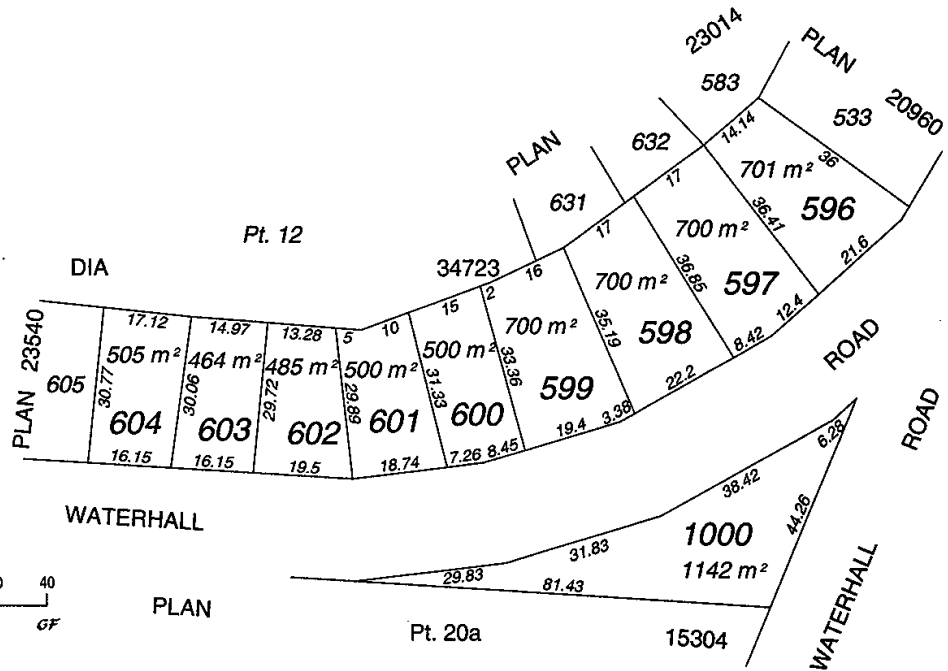 23014
PLAN
583
20960
533
632
14.14
36
PLAN
701 m²
631
17
596
Pt. 12
17
36.41
700 m²
21.6
DIA
34723
16
36.85
597
700 m²
12.4
PLAN 23540
17.12
14.97
13.28
5
10
15
2
700 m²
35.19
598
8.42
ROAD
605
505 m²
464 m²
485 m²
500 m²
500 m²
33.36
22.2
30.77
30.06
29.72
29.89
31.33
599
604
603
602
601
600
19.4
3.38
ROAD
16.15
16.15
19.5
18.74
7.26
8.45
6.28
38.42
WATERHALL
44.26
1000
31.83
1142 m²
29.83
81.43
WATERHALL
0
40
GF
PLAN
Pt. 20a
15304